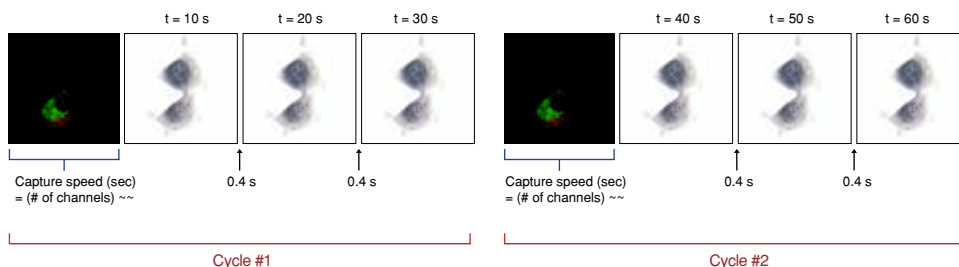 t = 10 s
t = 20 s
t = 30 s
t = 40 s
t = 50 s
t = 60 s
Capture speed (sec)
= (# of channels) ~~
0.4 s
0.4 s
Capture speed (sec)
= (# of channels) ~~
0.4 s
0.4 s
Cycle #1
Cycle #2